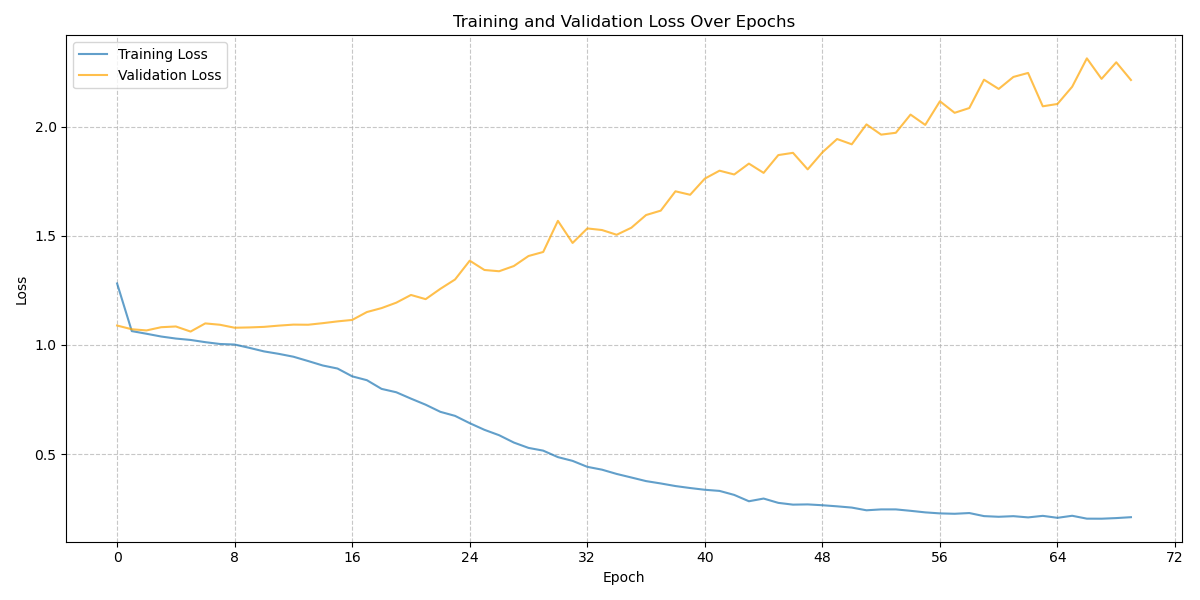 Training and Validation Loss Over Epochs
Training Loss
Validation Loss
Loss
2.0
1.5
1.0
0.5
0 8 16 24 32 40 48 56 64 72
Epoch